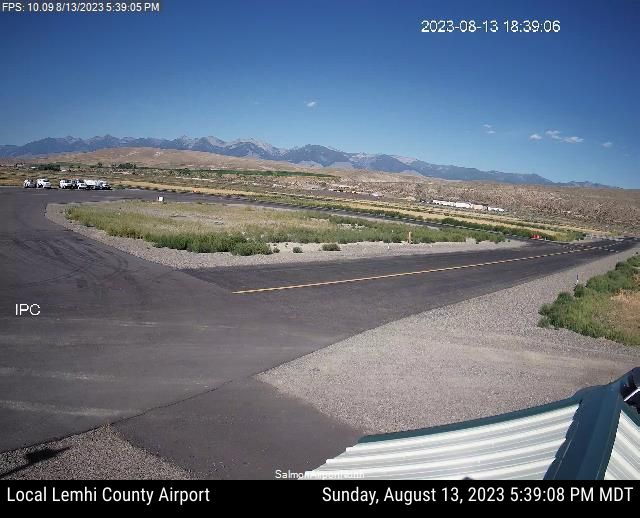 FPS: 10.09 8/13/2023 5:39:05 PM
2023-08-13 18:39:06
IPC
Local Lemhi County Airport
Sunday, August 13, 2023 5:39:08 PM MDT